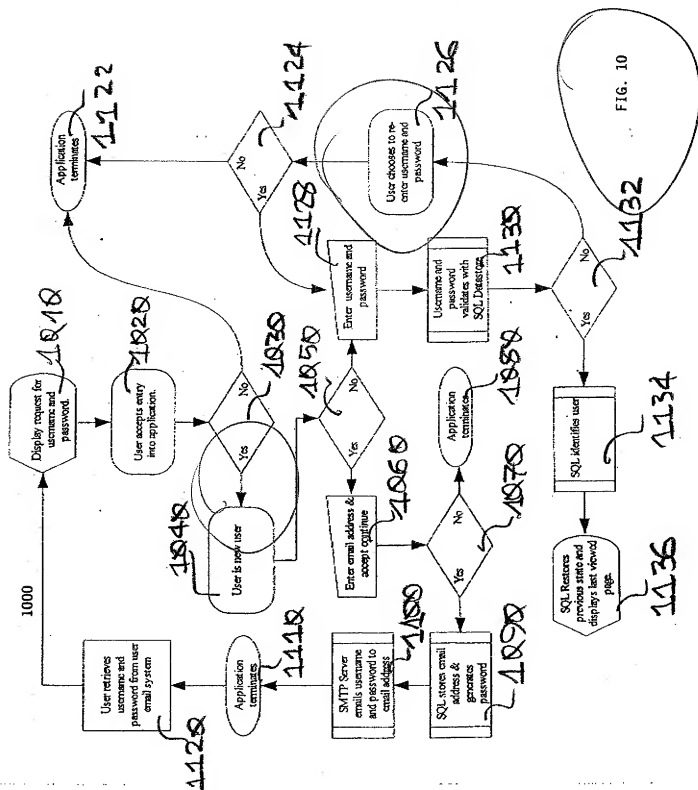 1000
Display request for
username and
password.
1010
User accepts entry
into application.
1020
Yes
No
1030
User is new user
1040
Yes
No
1050
Enter email address &
accept continue
1060
Yes
No
1070
Application
terminates
1080
SQL stores email
address &
generates
password
1090
SMTP Server
emails username
and password to
email address
1100
Application
terminates
1110
User retrieves
username and
password from user
email system
1120
Application
terminates
1122
No
Yes
1124
User chooses to re-
enter username and
password
1126
Enter username and
password
1128
Username and
password
validates with
SQL Datastore
1130
Yes
No
1132
SQL identifies user
1134
SQL Restores
previous state and
displays last viewed
page.
1136
FIG. 10